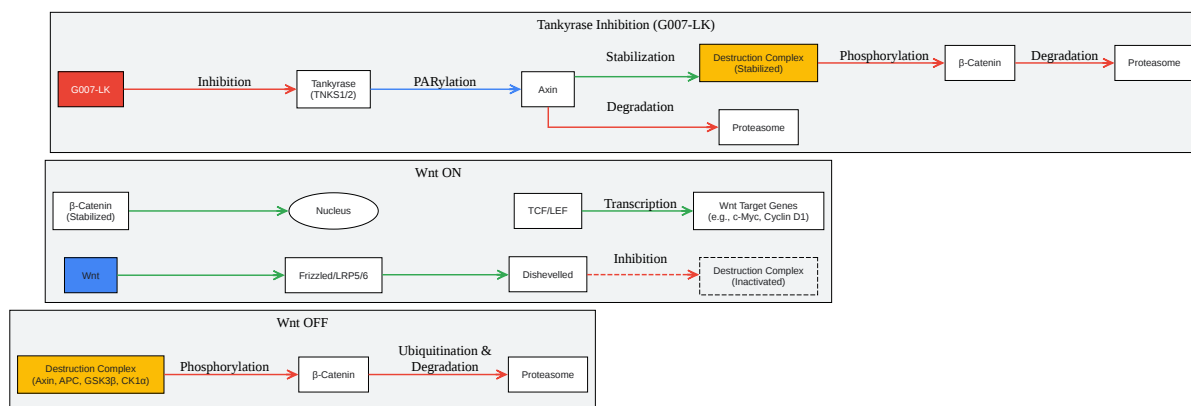 Tankyrase Inhibition (G007-LK)
Stabilization
Destruction Complex
(Stabilized)
Phosphorylation
β-Catenin
Degradation
Proteasome
G007-LK
Inhibition
Tankyrase
(TNKS1/2)
PARylation
Axin
Degradation
Proteasome
Wnt ON
β-Catenin
(Stabilized)
Nucleus
TCF/LEF
Transcription
Wnt Target Genes
(e.g., c-Myc, Cyclin D1)
Wnt
Frizzled/LRP5/6
Dishevelled
Inhibition
Destruction Complex
(Inactivated)
Wnt OFF
Destruction Complex
(Axin, APC, GSK3β, CK1α)
Phosphorylation
β-Catenin
Ubiquitination &
Degradation
Proteasome